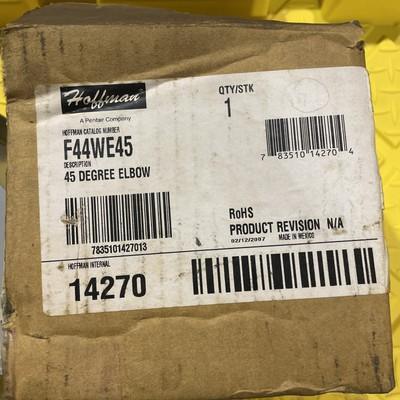 Hoffman
A Pentair Company
QTY/STK
1
HOFFMAN CATALOG NUMBER
F44WE45
DESCRIPTION
45 DEGREE ELBOW
7 83510 14270 4
7835101427013
RoHS
PRODUCT REVISION N/A
02/12/2007 MADE IN MEXICO
HOFFMAN INTERNAL
14270